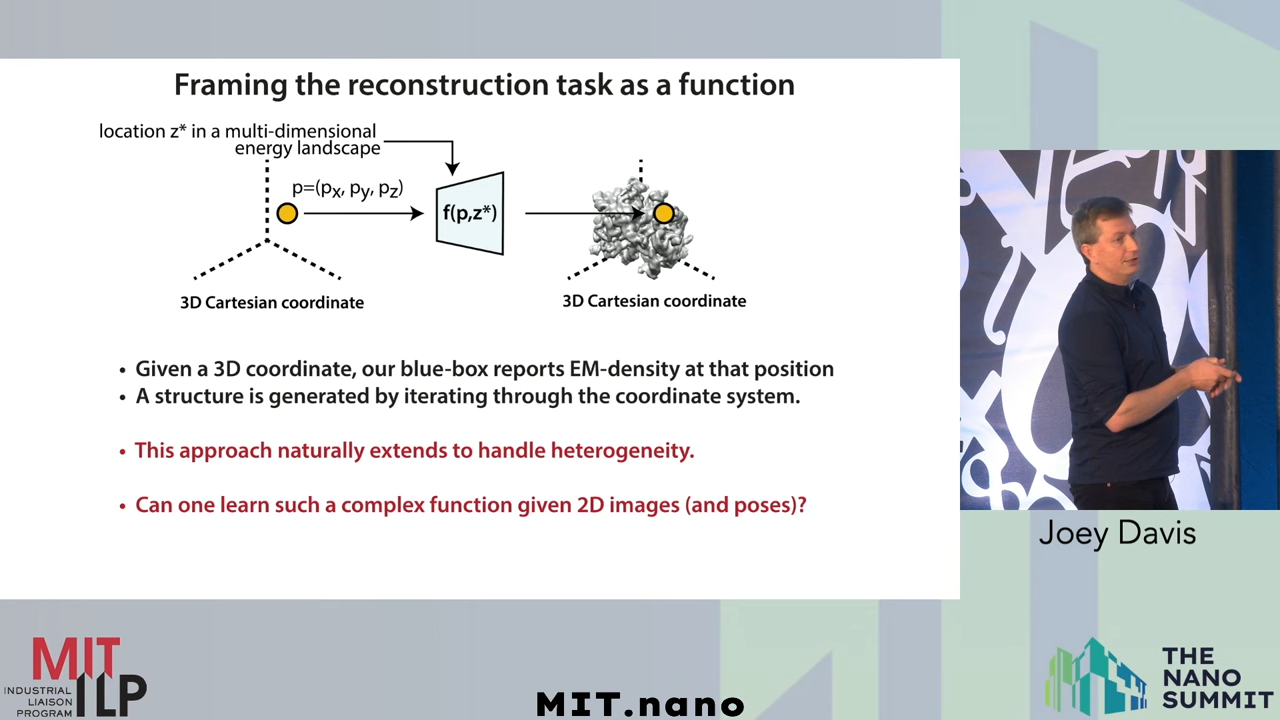 Framing the reconstruction task as a function
location z* in a multi-dimensional
energy landscape
p=(px, py, pz)
f(p,z*)
3D Cartesian coordinate
3D Cartesian coordinate
• Given a 3D coordinate, our blue-box reports EM-density at that position
• A structure is generated by iterating through the coordinate system.
• This approach naturally extends to handle heterogeneity.
• Can one learn such a complex function given 2D images (and poses)?
Joey Davis
MIT
INDUSTRIAL
LIAISON
PROGRAM
ILP
MIT.nano
THE
NANO
SUMMIT